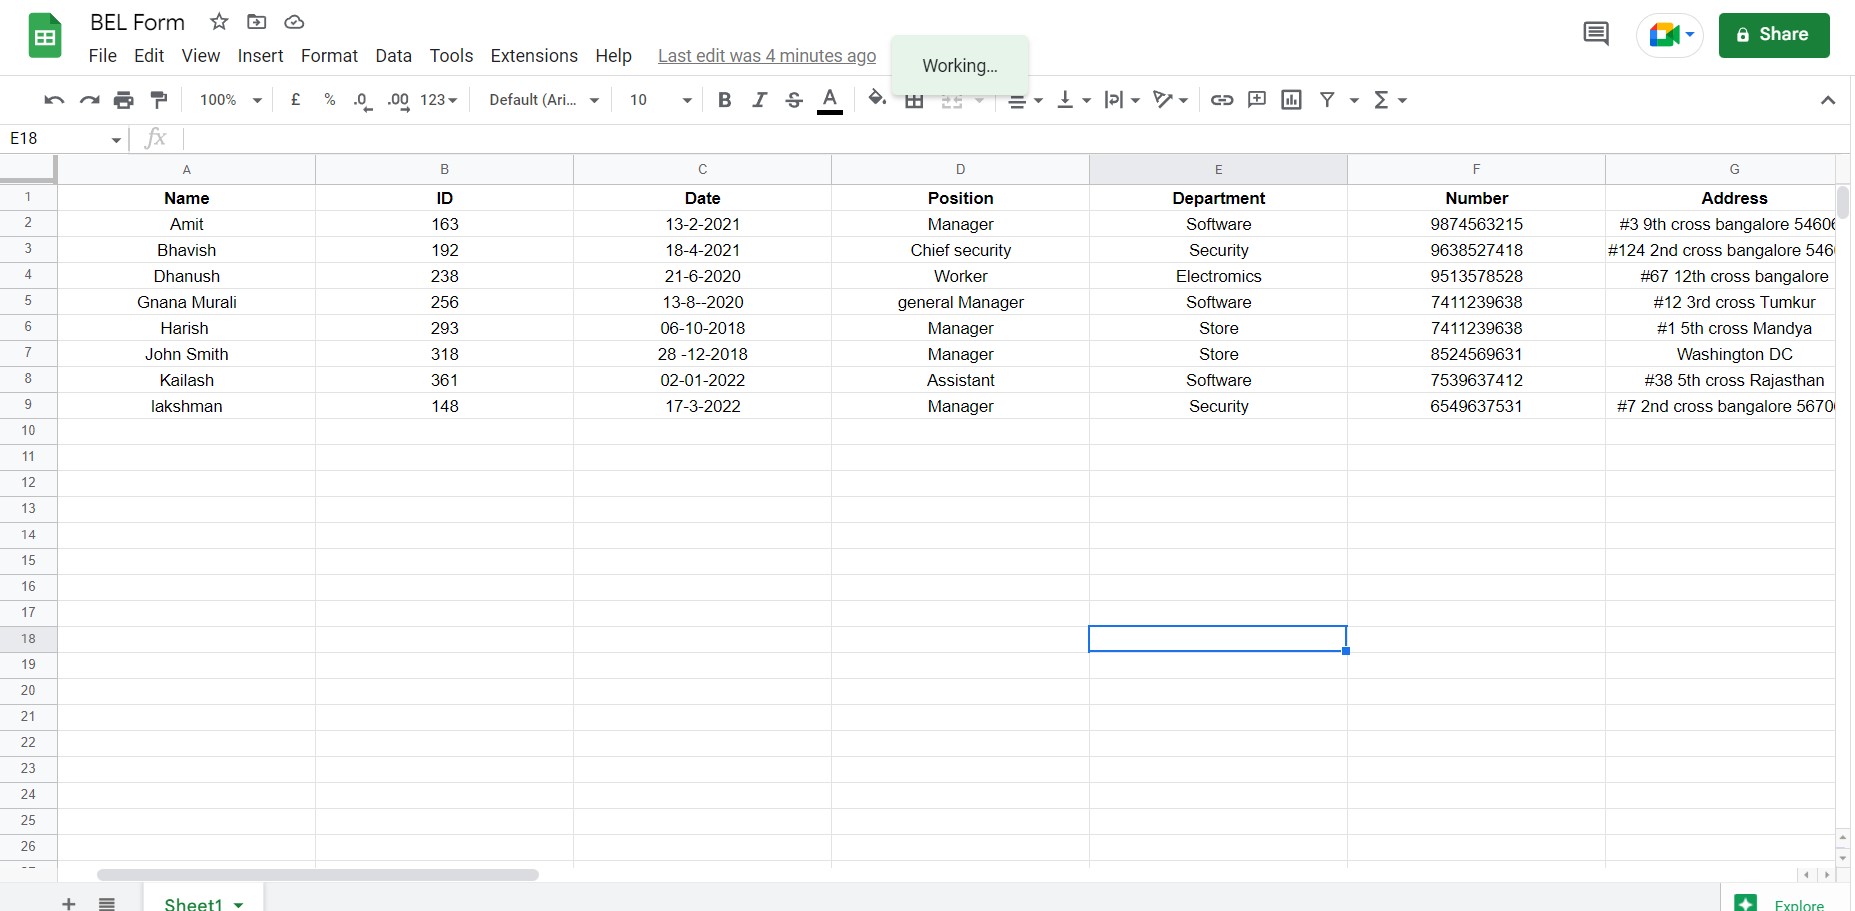 BEL Form
File Edit View Insert Format Data Tools Extensions Help Last edit was 4 minutes ago
Working...
Share
100% £ % .0 .00 123 Default (Ari... 10 B I S A Σ
E18 fx
A B C D E F G
1 Name ID Date Position Department Number Address
2 Amit 163 13-2-2021 Manager Software 9874563215 #3 9th cross bangalore 54606
3 Bhavish 192 18-4-2021 Chief security Security 9638527418 #124 2nd cross bangalore 546
4 Dhanush 238 21-6-2020 Worker Electromics 9513578528 #67 12th cross bangalore
5 Gnana Murali 256 13-8--2020 general Manager Software 7411239638 #12 3rd cross Tumkur
6 Harish 293 06-10-2018 Manager Store 7411239638 #1 5th cross Mandya
7 John Smith 318 28 -12-2018 Manager Store 8524569631 Washington DC
8 Kailash 361 02-01-2022 Assistant Software 7539637412 #38 5th cross Rajasthan
9 lakshman 148 17-3-2022 Manager Security 6549637531 #7 2nd cross bangalore 5670
10
11
12
13
14
15
16
17
18
19
20
21
22
23
24
25
26
+ Sheet1 Explore